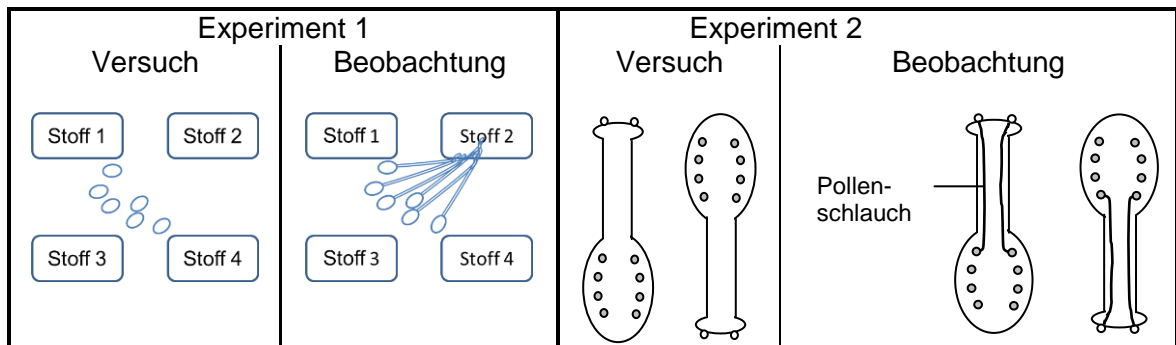 Experiment 1
Experiment 2
Versuch
Beobachtung
Versuch
Beobachtung
Stoff 1
Stoff 2
Stoff 1
Stoff 2
Pollen-
schlauch
Stoff 3
Stoff 4
Stoff 3
Stoff 4